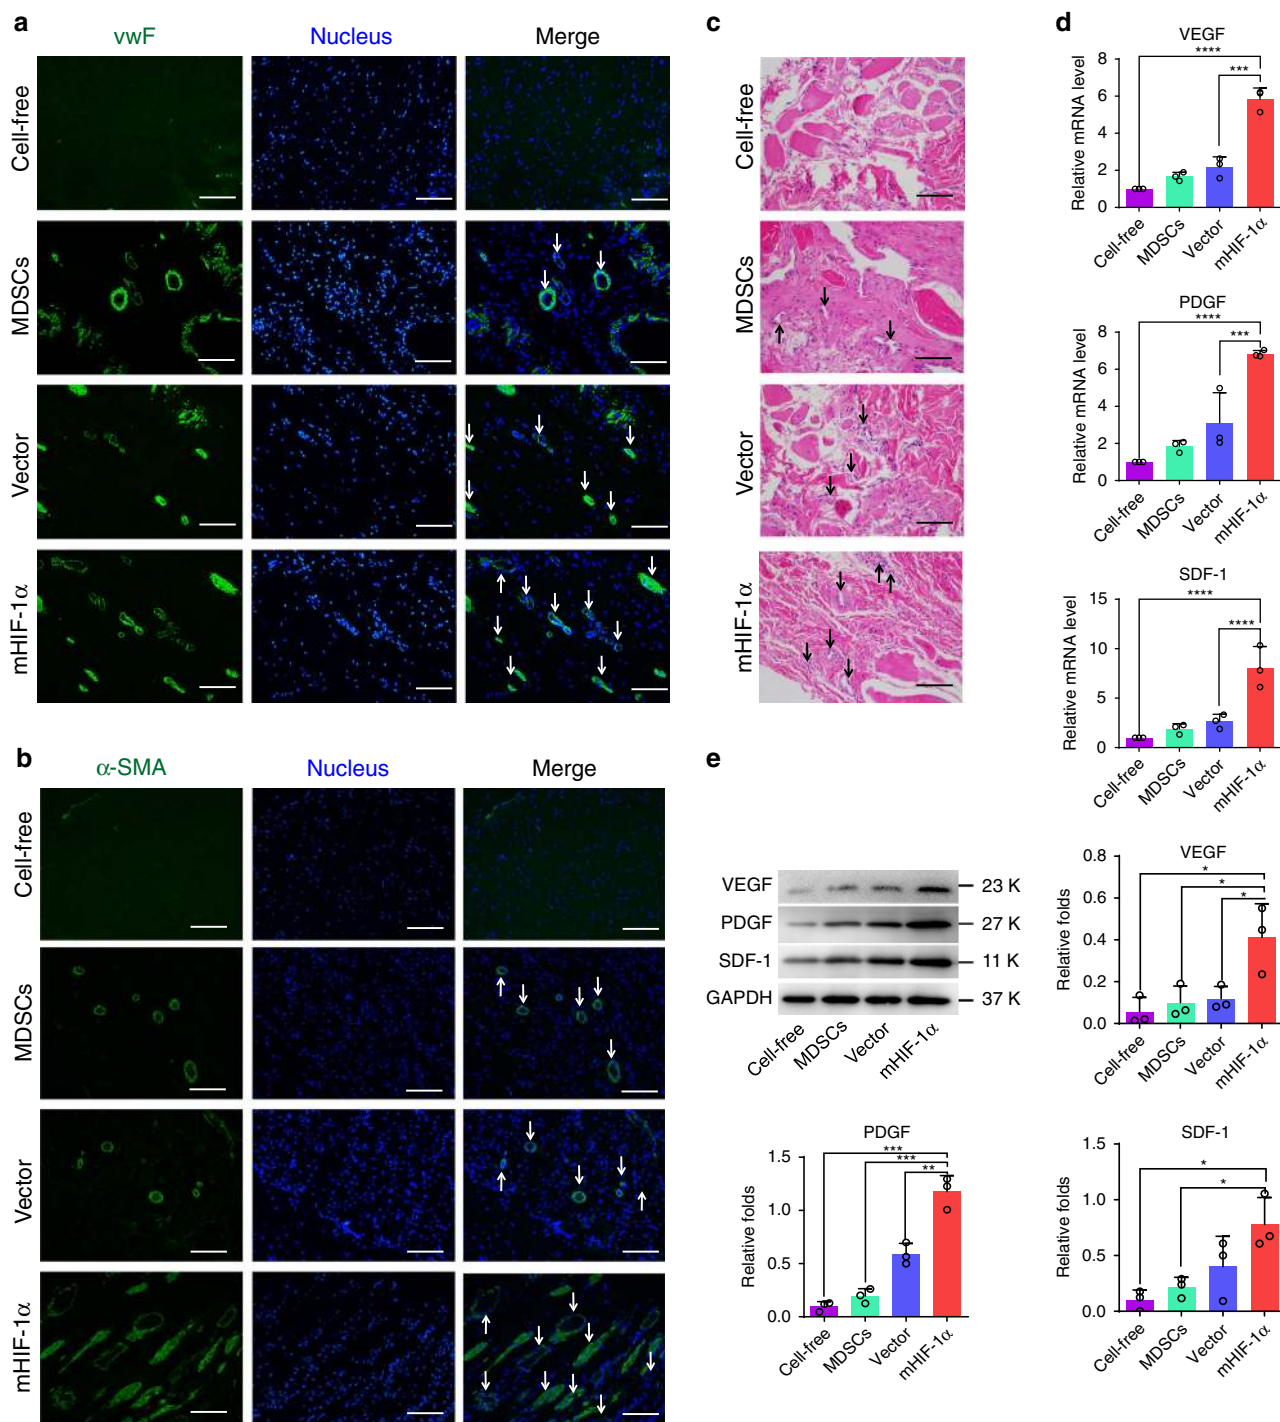 a
vwF
Nucleus
Merge
Cell-free
MDSCs
Vector
mHIF-1α
b
α-SMA
Nucleus
Merge
Cell-free
MDSCs
Vector
mHIF-1α
c
Cell-free
MDSCs
Vector
mHIF-1α
d
VEGF
Relative mRNA level
8
6
4
2
0
****
***
Cell-free
MDSCs
Vector
mHIF-1α
PDGF
Relative mRNA level
8
6
4
2
0
****
***
Cell-free
MDSCs
Vector
mHIF-1α
SDF-1
Relative mRNA level
15
10
5
0
****
****
Cell-free
MDSCs
Vector
mHIF-1α
e
VEGF
23 K
PDGF
27 K
SDF-1
11 K
GAPDH
37 K
Cell-free
MDSCs
Vector
mHIF-1α
VEGF
Relative folds
0.8
0.6
0.4
0.2
0.0
*
*
*
Cell-free
MDSCs
Vector
mHIF-1α
PDGF
Relative folds
1.5
1.0
0.5
0.0
***
***
**
Cell-free
MDSCs
Vector
mHIF-1α
SDF-1
Relative folds
1.5
1.0
0.5
0.0
*
*
Cell-free
MDSCs
Vector
mHIF-1α